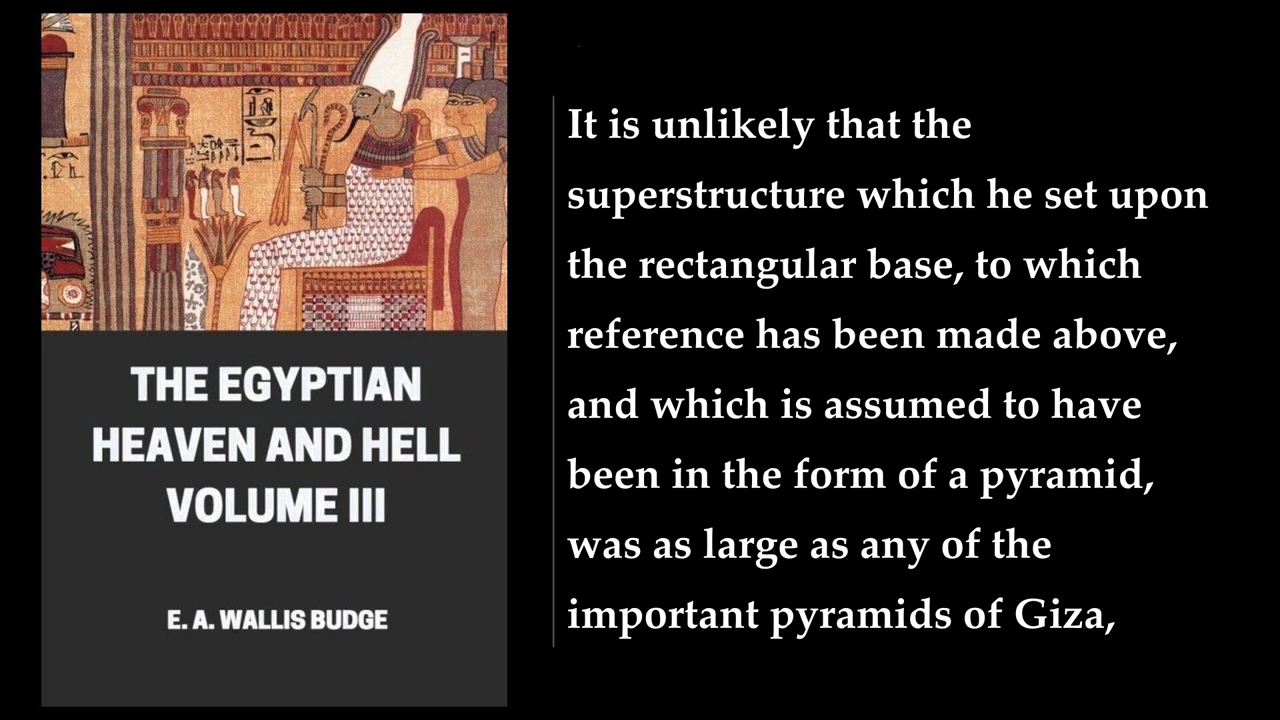 THE EGYPTIAN
HEAVEN AND HELL
VOLUME III
E. A. WALLIS BUDGE
It is unlikely that the
superstructure which he set upon
the rectangular base, to which
reference has been made above,
and which is assumed to have
been in the form of a pyramid,
was as large as any of the
important pyramids of Giza,